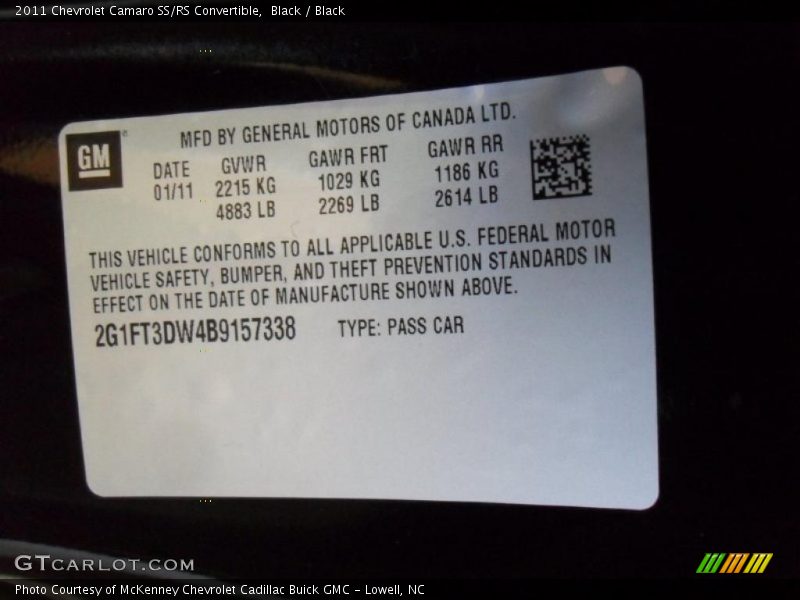 2011 Chevrolet Camaro SS/RS Convertible,  Black / Black
GM
MFD BY GENERAL MOTORS OF CANADA LTD.
DATE GVWR GAWR FRT GAWR RR
01/11 2215 KG 1029 KG 1186 KG
4883 LB 2269 LB 2614 LB
THIS VEHICLE CONFORMS TO ALL APPLICABLE U.S. FEDERAL MOTOR
VEHICLE SAFETY, BUMPER, AND THEFT PREVENTION STANDARDS IN
EFFECT ON THE DATE OF MANUFACTURE SHOWN ABOVE.
2G1FT3DW4B9157338 TYPE: PASS CAR
GTCARLOT.COM
Photo Courtesy of McKenney Chevrolet Cadillac Buick GMC - Lowell, NC